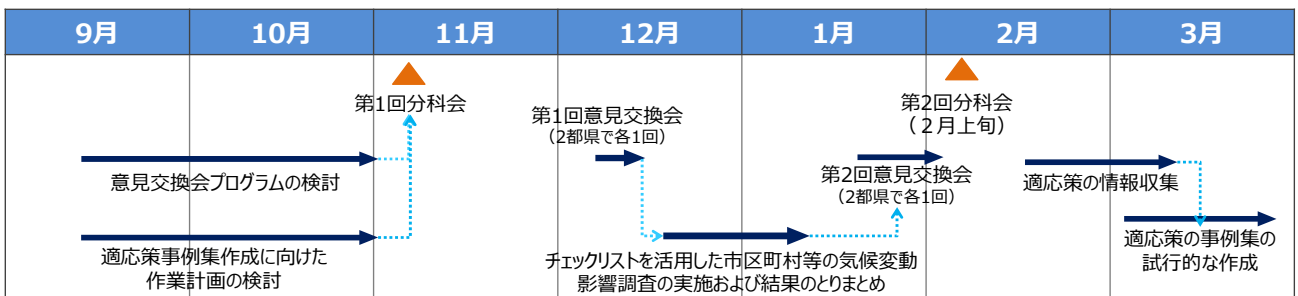 9月 10月 11月 12月 1月 2月 3月
第1回分科会
第1回意見交換会
(2都県で各1回)
第2回分科会
（２月上旬）
意見交換会プログラムの検討
第2回意見交換会
（2都県で各1回）
適応策の情報収集
適応策事例集作成に向けた
作業計画の検討
チェックリストを活用した市区町村等の気候変動
影響調査の実施および結果のとりまとめ
適応策の事例集の
試行的な作成